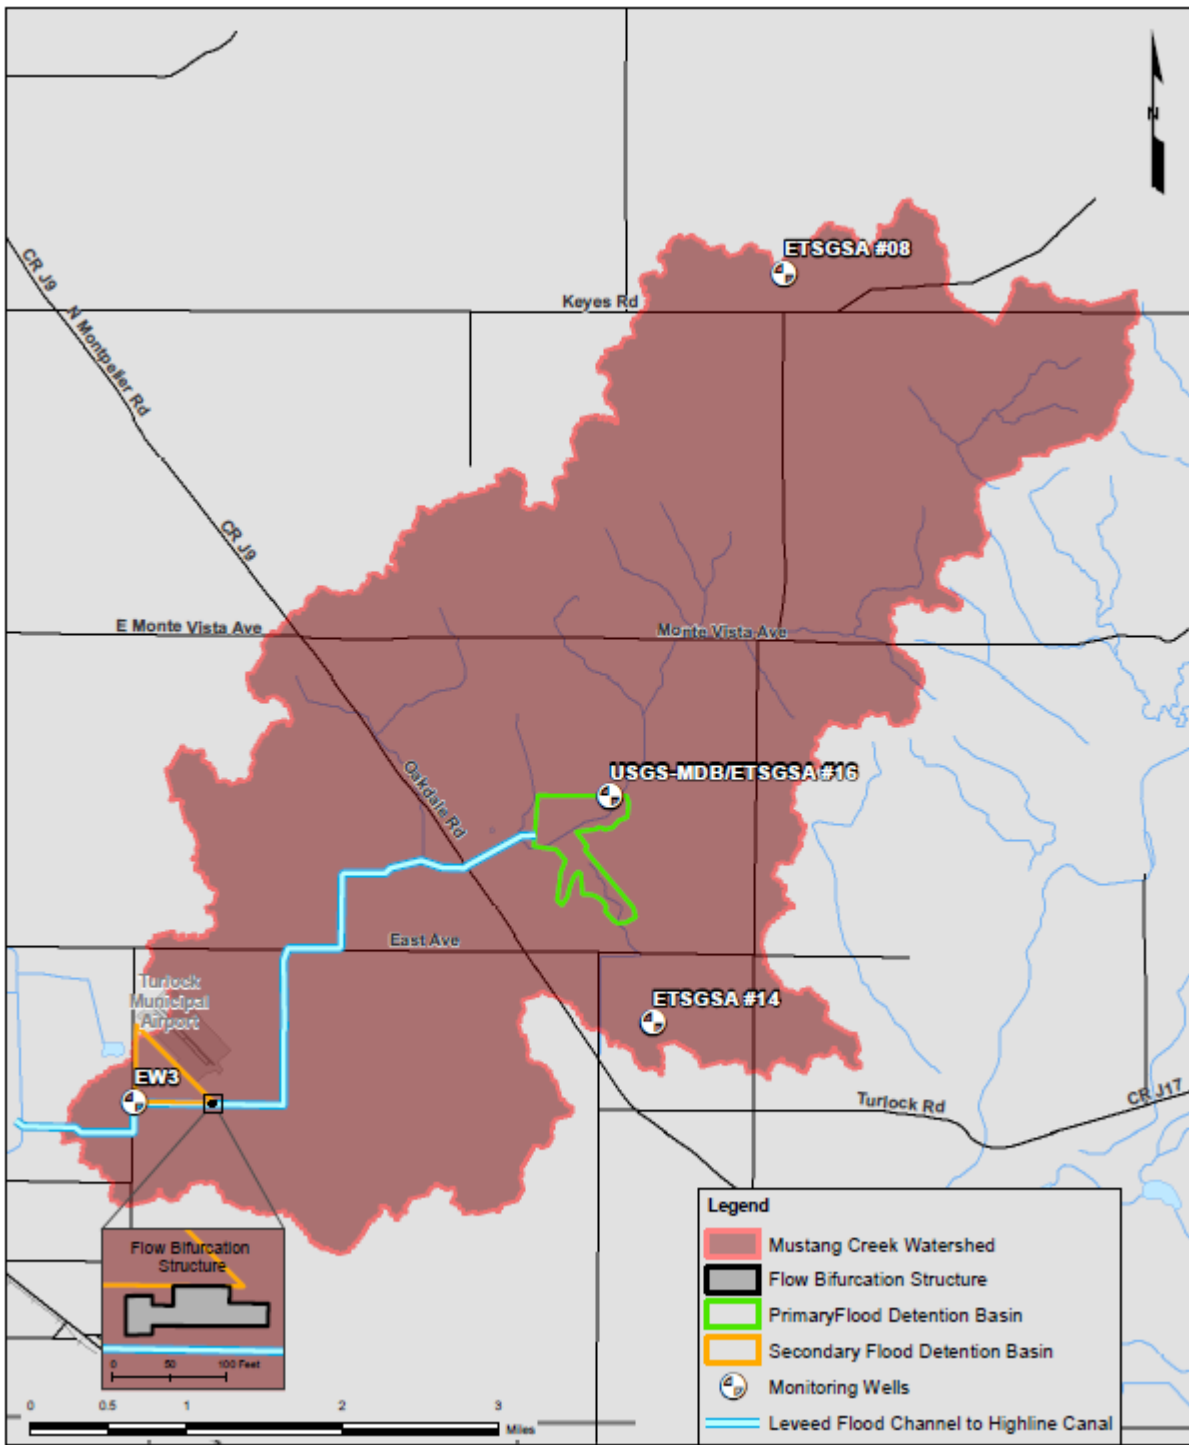 N
ETSGSA #08
Keyes Rd
CR J9
N Montpelier Rd
CR J9
E Monte Vista Ave
Monte Vista Ave
USGS-MDB/ETSGSA #16
Oakdale Rd
East Ave
Turlock
Municipal
Airport
ETSGSA #14
EW3
Turlock Rd
CR J17
Flow Bifurcation
Structure
0 50 100 Feet
0 0.5 1 2 3
Miles
Legend
Mustang Creek Watershed
Flow Bifurcation Structure
PrimaryFlood Detention Basin
Secondary Flood Detention Basin
Monitoring Wells
Leveed Flood Channel to Highline Canal